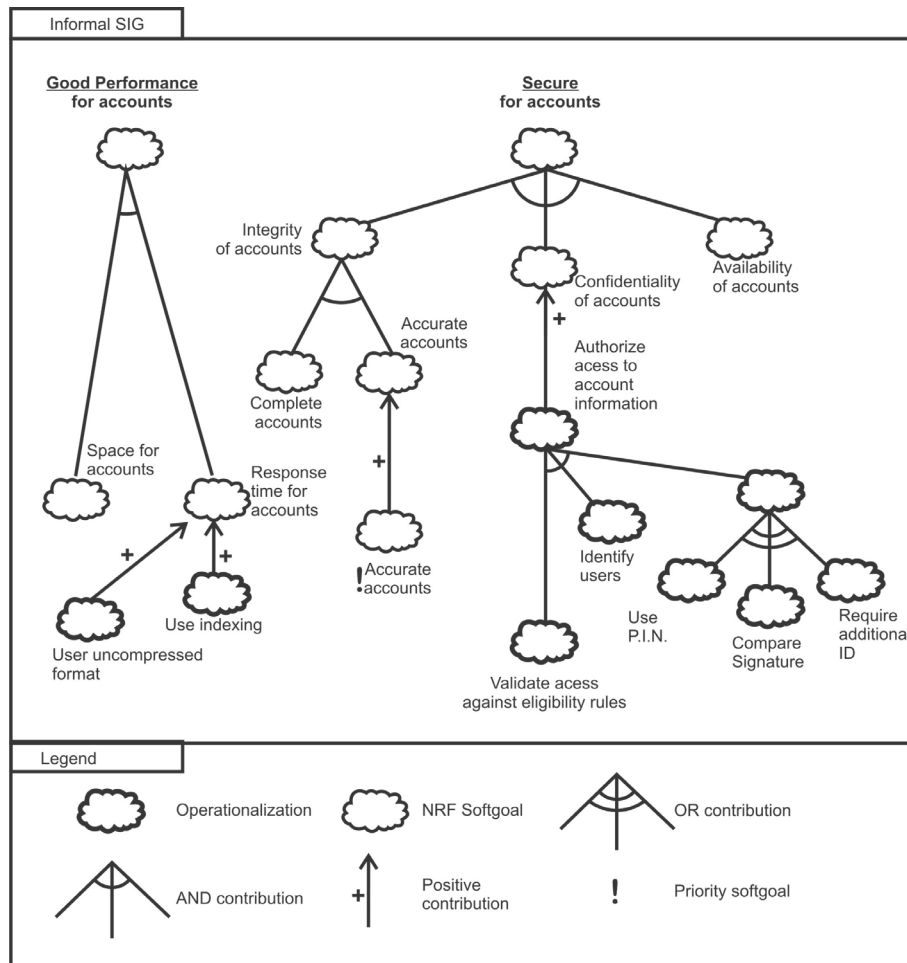 Informal SIG
Good Performance
for accounts
Secure
for accounts
Integrity
of accounts
Confidentiality
of accounts
Availability
of accounts
+
Accurate
accounts
Authorize
acess to
account
information
Complete
accounts
Space for
accounts
Response
time for
accounts
+
+
+
!Accurate
accounts
Identify
users
Use indexing
User uncompressed
format
Use
P.I.N.
Compare
Signature
Require
additiona
ID
Validate acess
against eligibility rules
Legend
Operationalization
NRF Softgoal
OR contribution
AND contribution
+
Positive
contribution
!
Priority softgoal